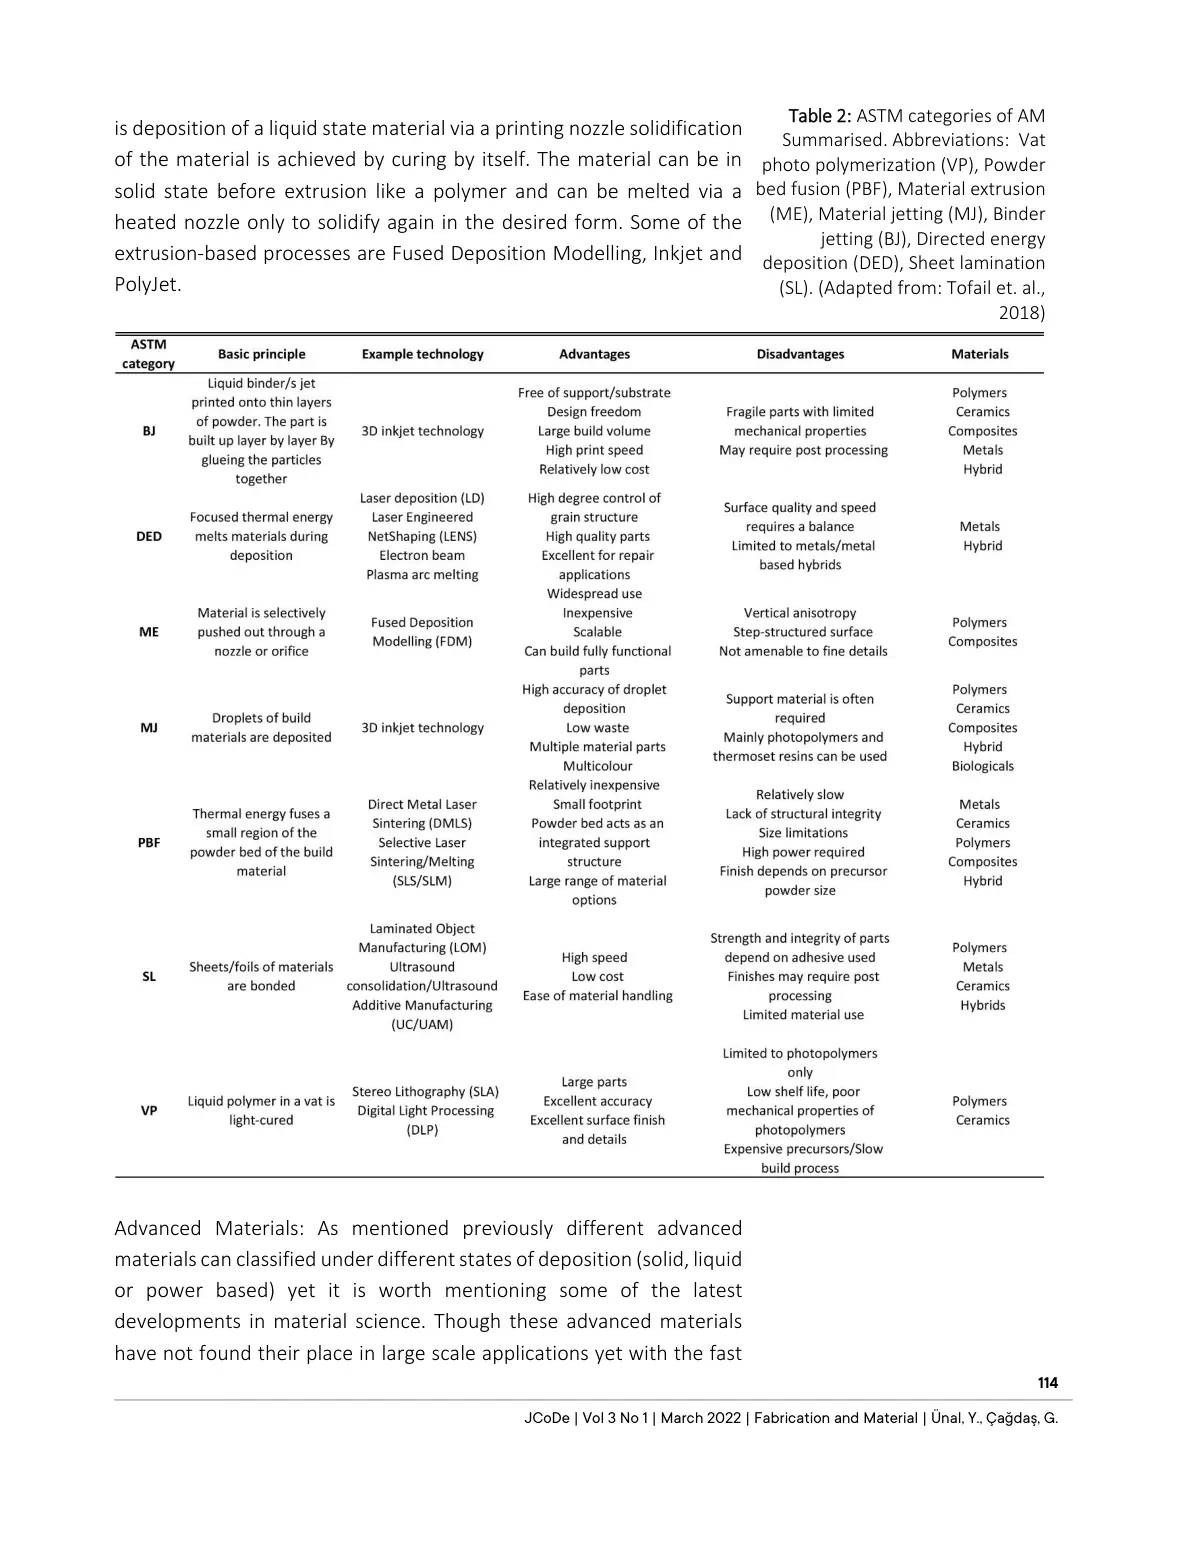 is deposition of a liquid state material via a printing nozzle solidification
of the material is achieved by curing by itself. The material can be in
solid state before extrusion like a polymer and can be melted via a
heated nozzle only to solidify again in the desired form. Some of the
extrusion-based processes are Fused Deposition Modelling, Inkjet and
PolyJet.
Table 2: ASTM categories of AM
Summarised. Abbreviations: Vat
photo polymerization (VP), Powder
bed fusion (PBF), Material extrusion
(ME), Material jetting (MJ), Binder
jetting (BJ), Directed energy
deposition (DED), Sheet lamination
(SL). (Adapted from: Tofail et. al.,
2018)
ASTM
category
Basic principle
Example technology
Advantages
Disadvantages
Materials
BJ
Liquid binder/s jet
printed onto thin layers
of powder. The part is
built up layer by layer By
glueing the particles
together
3D inkjet technology
Free of support/substrate
Design freedom
Large build volume
High print speed
Relatively low cost
Fragile parts with limited
mechanical properties
May require post processing
Polymers
Ceramics
Composites
Metals
Hybrid
DED
Focused thermal energy
melts materials during
deposition
Laser deposition (LD)
Laser Engineered
NetShaping (LENS)
Electron beam
Plasma arc melting
High degree control of
grain structure
High quality parts
Excellent for repair
applications
Surface quality and speed
requires a balance
Limited to metals/metal
based hybrids
Metals
Hybrid
ME
Material is selectively
pushed out through a
nozzle or orifice
Fused Deposition
Modelling (FDM)
Widespread use
Inexpensive
Scalable
Can build fully functional
parts
Vertical anisotropy
Step-structured surface
Not amenable to fine details
Polymers
Composites
MJ
Droplets of build
materials are deposited
3D inkjet technology
High accuracy of droplet
deposition
Low waste
Multiple material parts
Multicolour
Support material is often
required
Mainly photopolymers and
thermoset resins can be used
Polymers
Ceramics
Composites
Hybrid
Biologicals
PBF
Thermal energy fuses a
small region of the
powder bed of the build
material
Direct Metal Laser
Sintering (DMLS)
Selective Laser
Sintering/Melting
(SLS/SLM)
Relatively inexpensive
Small footprint
Powder bed acts as an
integrated support
structure
Large range of material
options
Relatively slow
Lack of structural integrity
Size limitations
High power required
Finish depends on precursor
powder size
Metals
Ceramics
Polymers
Composites
Hybrid
SL
Sheets/foils of materials
are bonded
Laminated Object
Manufacturing (LOM)
Ultrasound
consolidation/Ultrasound
Additive Manufacturing
(UC/UAM)
High speed
Low cost
Ease of material handling
Strength and integrity of parts
depend on adhesive used
Finishes may require post
processing
Limited material use
Polymers
Metals
Ceramics
Hybrids
VP
Liquid polymer in a vat is
light-cured
Stereo Lithography (SLA)
Digital Light Processing
(DLP)
Large parts
Excellent accuracy
Excellent surface finish
and details
Limited to photopolymers
only
Low shelf life, poor
mechanical properties of
photopolymers
Expensive precursors/Slow
build process
Polymers
Ceramics
Advanced Materials: As mentioned previously different advanced
materials can classified under different states of deposition (solid, liquid
or power based) yet it is worth mentioning some of the latest
developments in material science. Though these advanced materials
have not found their place in large scale applications yet with the fast
114
JCoDe | Vol 3 No 1 | March 2022 | Fabrication and Material | Ünal, Y., Çağdaş, G.